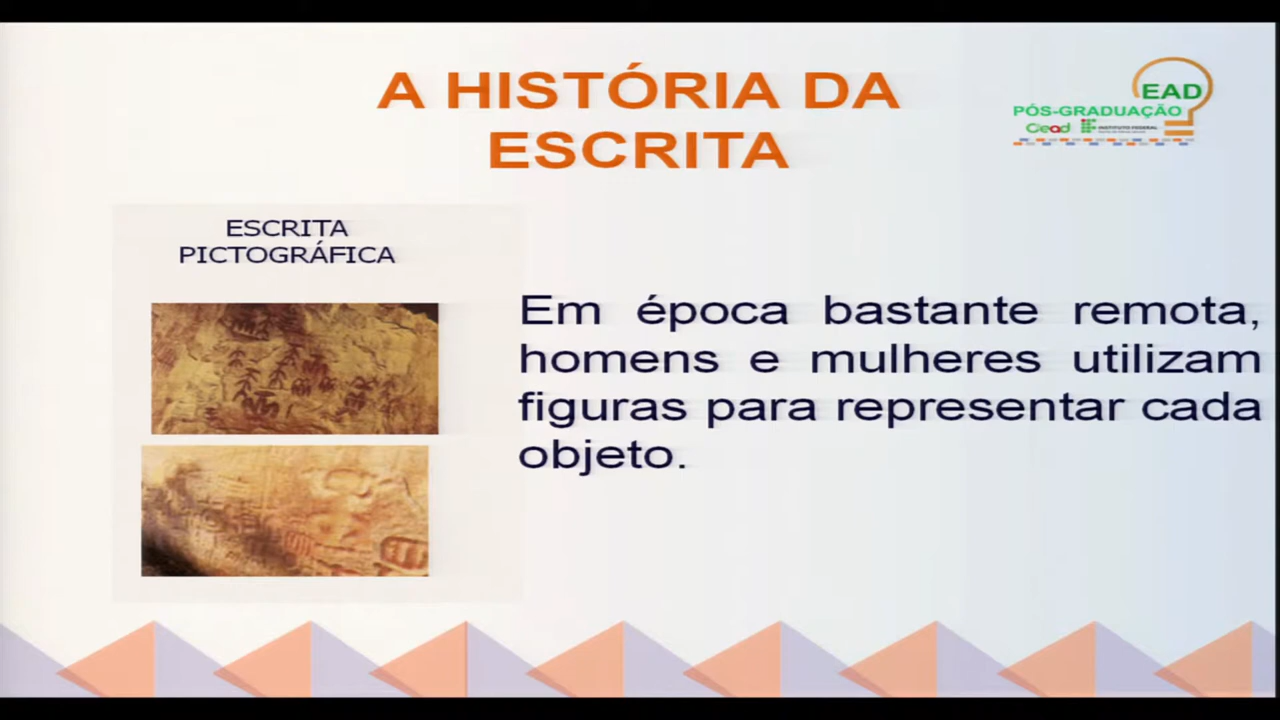 A HISTÓRIA DA
ESCRITA
EAD
PÓS-GRADUAÇÃO
Cead
INSTITUTO FEDERAL
ESCRITA
PICTOGRÁFICA
Em época bastante remota,
homens e mulheres utilizam
figuras para representar cada
objeto.